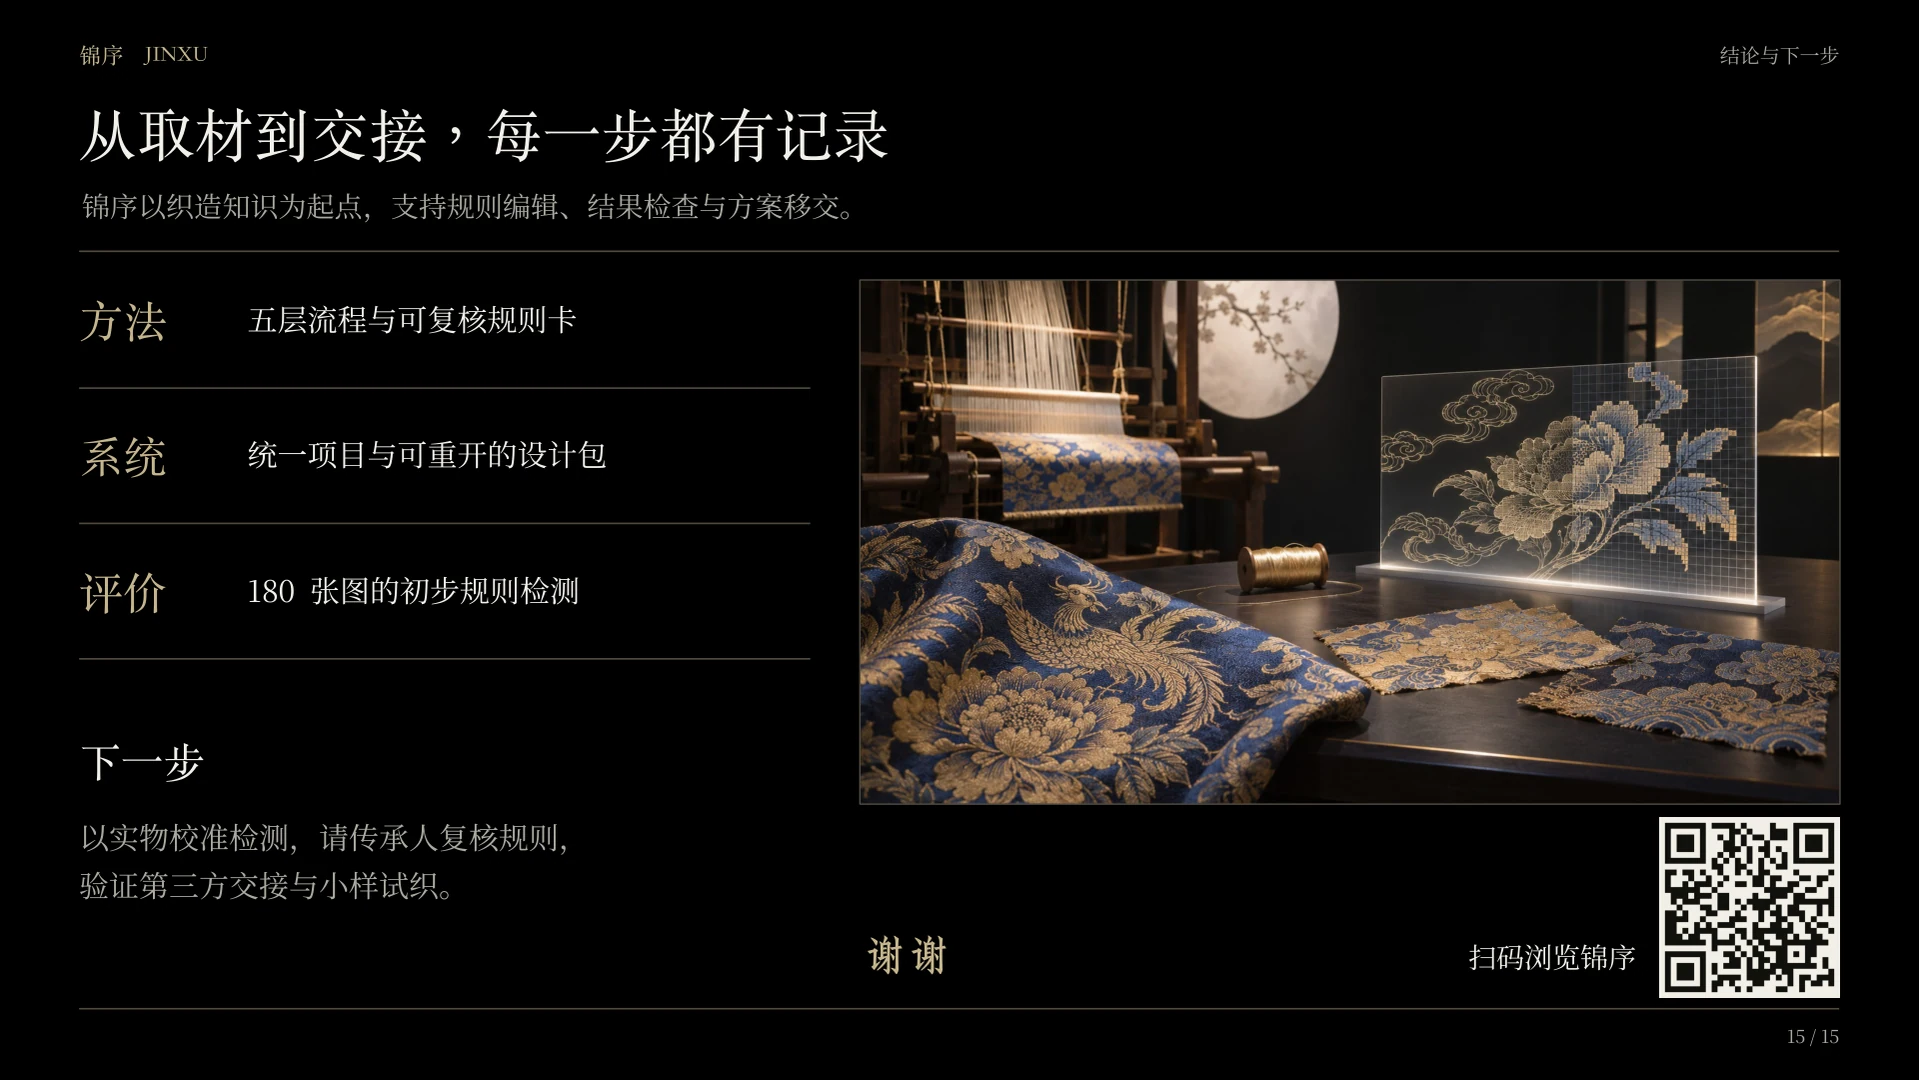 锦序 JINXU
结论与下一步
从取材到交接，每一步都有记录
锦序以织造知识为起点，支持规则编辑、结果检查与方案移交。
方法
五层流程与可复核规则卡
系统
统一项目与可重开的设计包
评价
180 张图的初步规则检测
下一步
以实物校准检测，请传承人复核规则，
验证第三方交接与小样试织。
谢谢
扫码浏览锦序
15 / 15